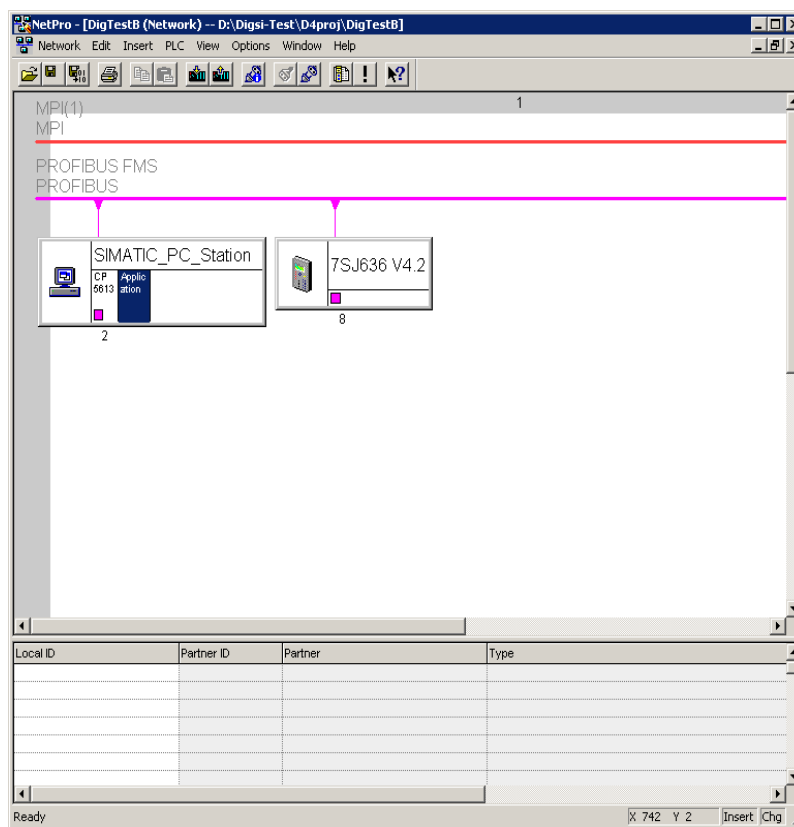 NetPro - [DigTestB (Network) -- D:\Digsi-Test\D4proj\DigTestB]
Network Edit Insert PLC View Options Window Help
1
MPI(1)
MPI
PROFIBUS FMS
PROFIBUS
SIMATIC_PC_Station
CP
5613
Applic
ation
2
7SJ636 V4.2
8
Local ID Partner ID Partner Type
Ready X 742 Y 2 Insert Chg